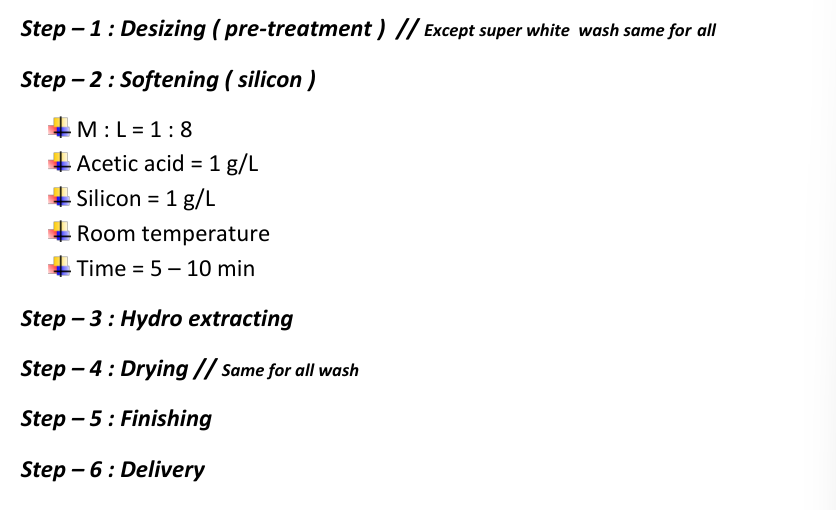 Step – 1 : Desizing ( pre-treatment ) // Except super white wash same for all
Step – 2 : Softening ( silicon )
M : L = 1 : 8
Acetic acid = 1 g/L
Silicon = 1 g/L
Room temperature
Time = 5 – 10 min
Step – 3 : Hydro extracting
Step – 4 : Drying // Same for all wash
Step – 5 : Finishing
Step – 6 : Delivery